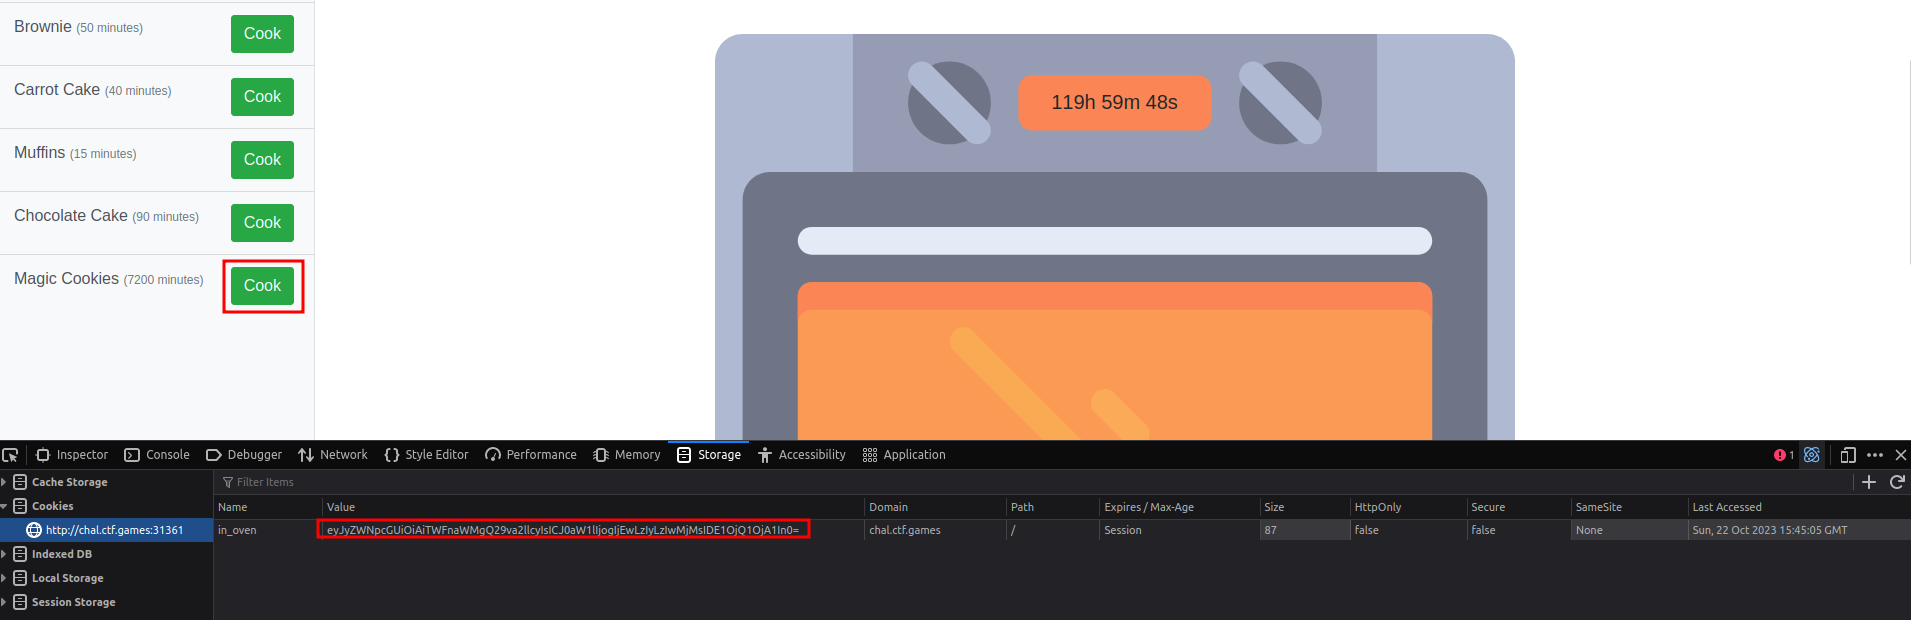 Brownie (50 minutes)
Cook
Carrot Cake (40 minutes)
Cook
Muffins (15 minutes)
Cook
Chocolate Cake (90 minutes)
Cook
Magic Cookies (7200 minutes)
Cook
119h 59m 48s
Inspector Console Debugger Network Style Editor Performance Memory Storage Accessibility Application 1
Cache Storage
Cookies
http://chal.ctf.games:31361
Indexed DB
Local Storage
Session Storage
Filter Items
Name Value Domain Path Expires / Max-Age Size HttpOnly Secure SameSite Last Accessed
in_oven eyJyZWNpcGUiOiAiTWFnaWMgQ29va2llcyIsICJ0aW1lIjogIjEwLzIyLzIwMjMsIDE1OjQ1OjA1In0= chal.ctf.games / Session 87 false false None Sun, 22 Oct 2023 15:45:05 GMT